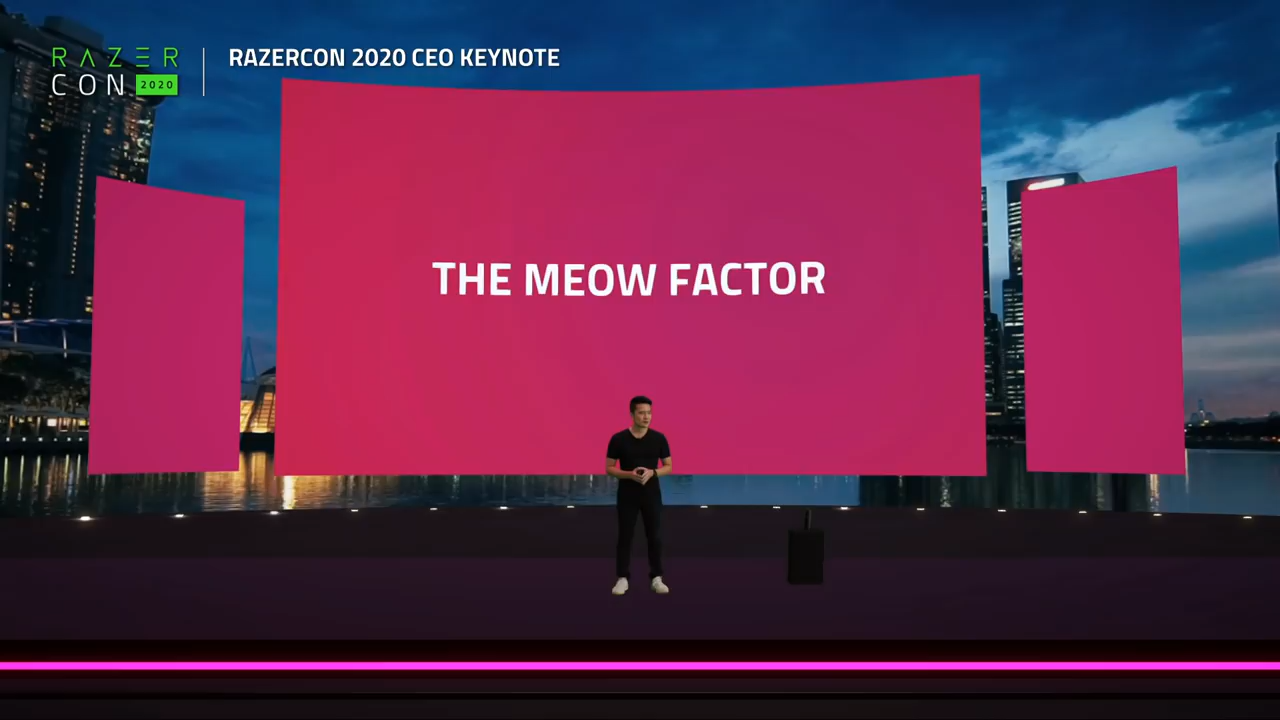 RAZER
CON 2020
RAZERCON 2020 CEO KEYNOTE
THE MEOW FACTOR